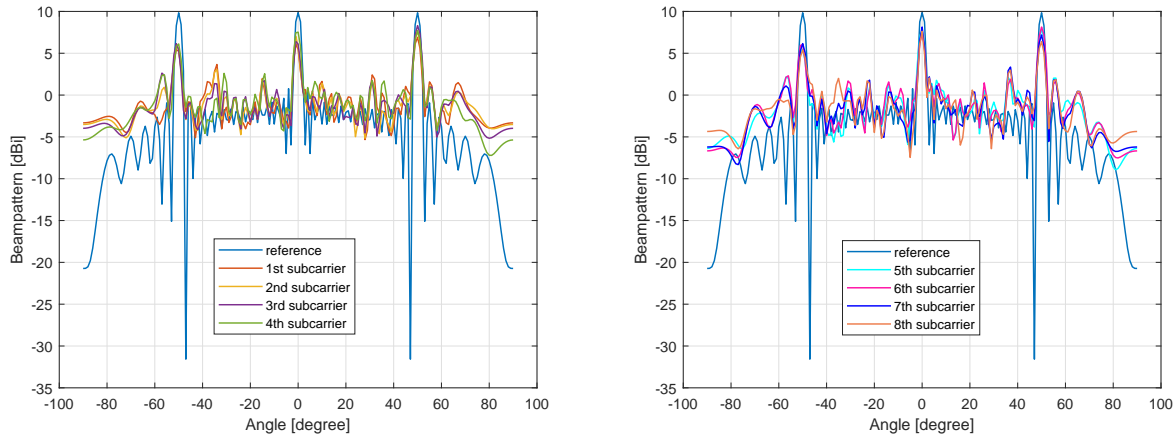 10
5
0
-5
-10
-15
-20
-25
-30
-35
Beampattern [dBi]
reference
1st subcarrier
2nd subcarrier
3rd subcarrier
4th subcarrier
-100 -80 -60 -40 -20 0 20 40 60 80 100
Angle [degree]
10
5
0
-5
-10
-15
-20
-25
-30
-35
Beampattern [dBi]
reference
5th subcarrier
6th subcarrier
7th subcarrier
8th subcarrier
-100 -80 -60 -40 -20 0 20 40 60 80 100
Angle [degree]